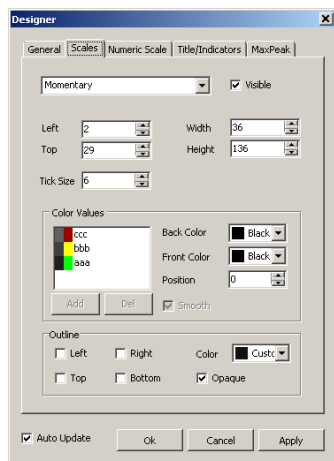 Designer
General Scales Numeric Scale Title/Indicators MaxPeak
Momentary Visible
Left 2 Width 36
Top 29 Height 136
Tick Size 6
Color Values
ccc Back Color Black
bbb Front Color Black
aaa Position 0
Add Del Smooth
Outline
Left Right Color Custc
Top Bottom Opaque
Auto Update Ok Cancel Apply